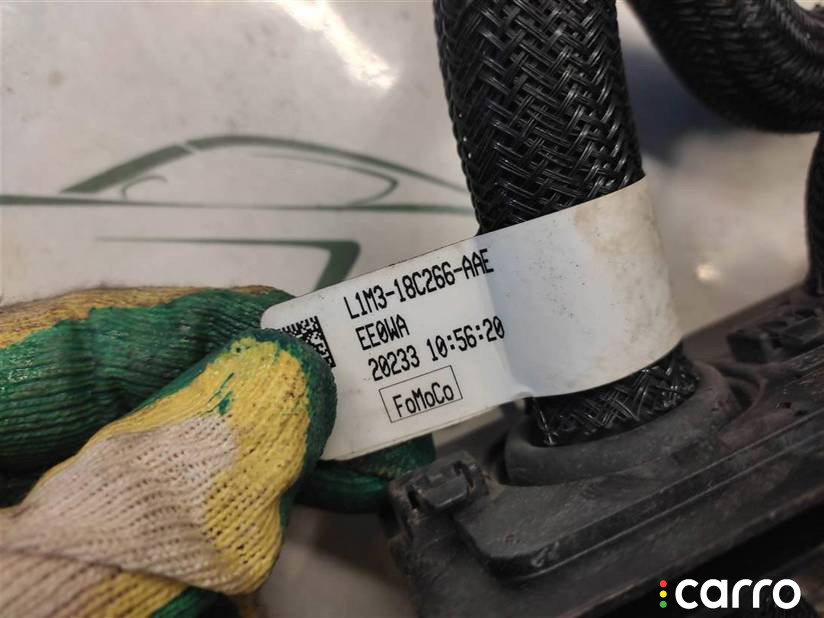 L1M3-18C266-AAE
EE0WA
20233 10:56:20
FoMoCo
carro